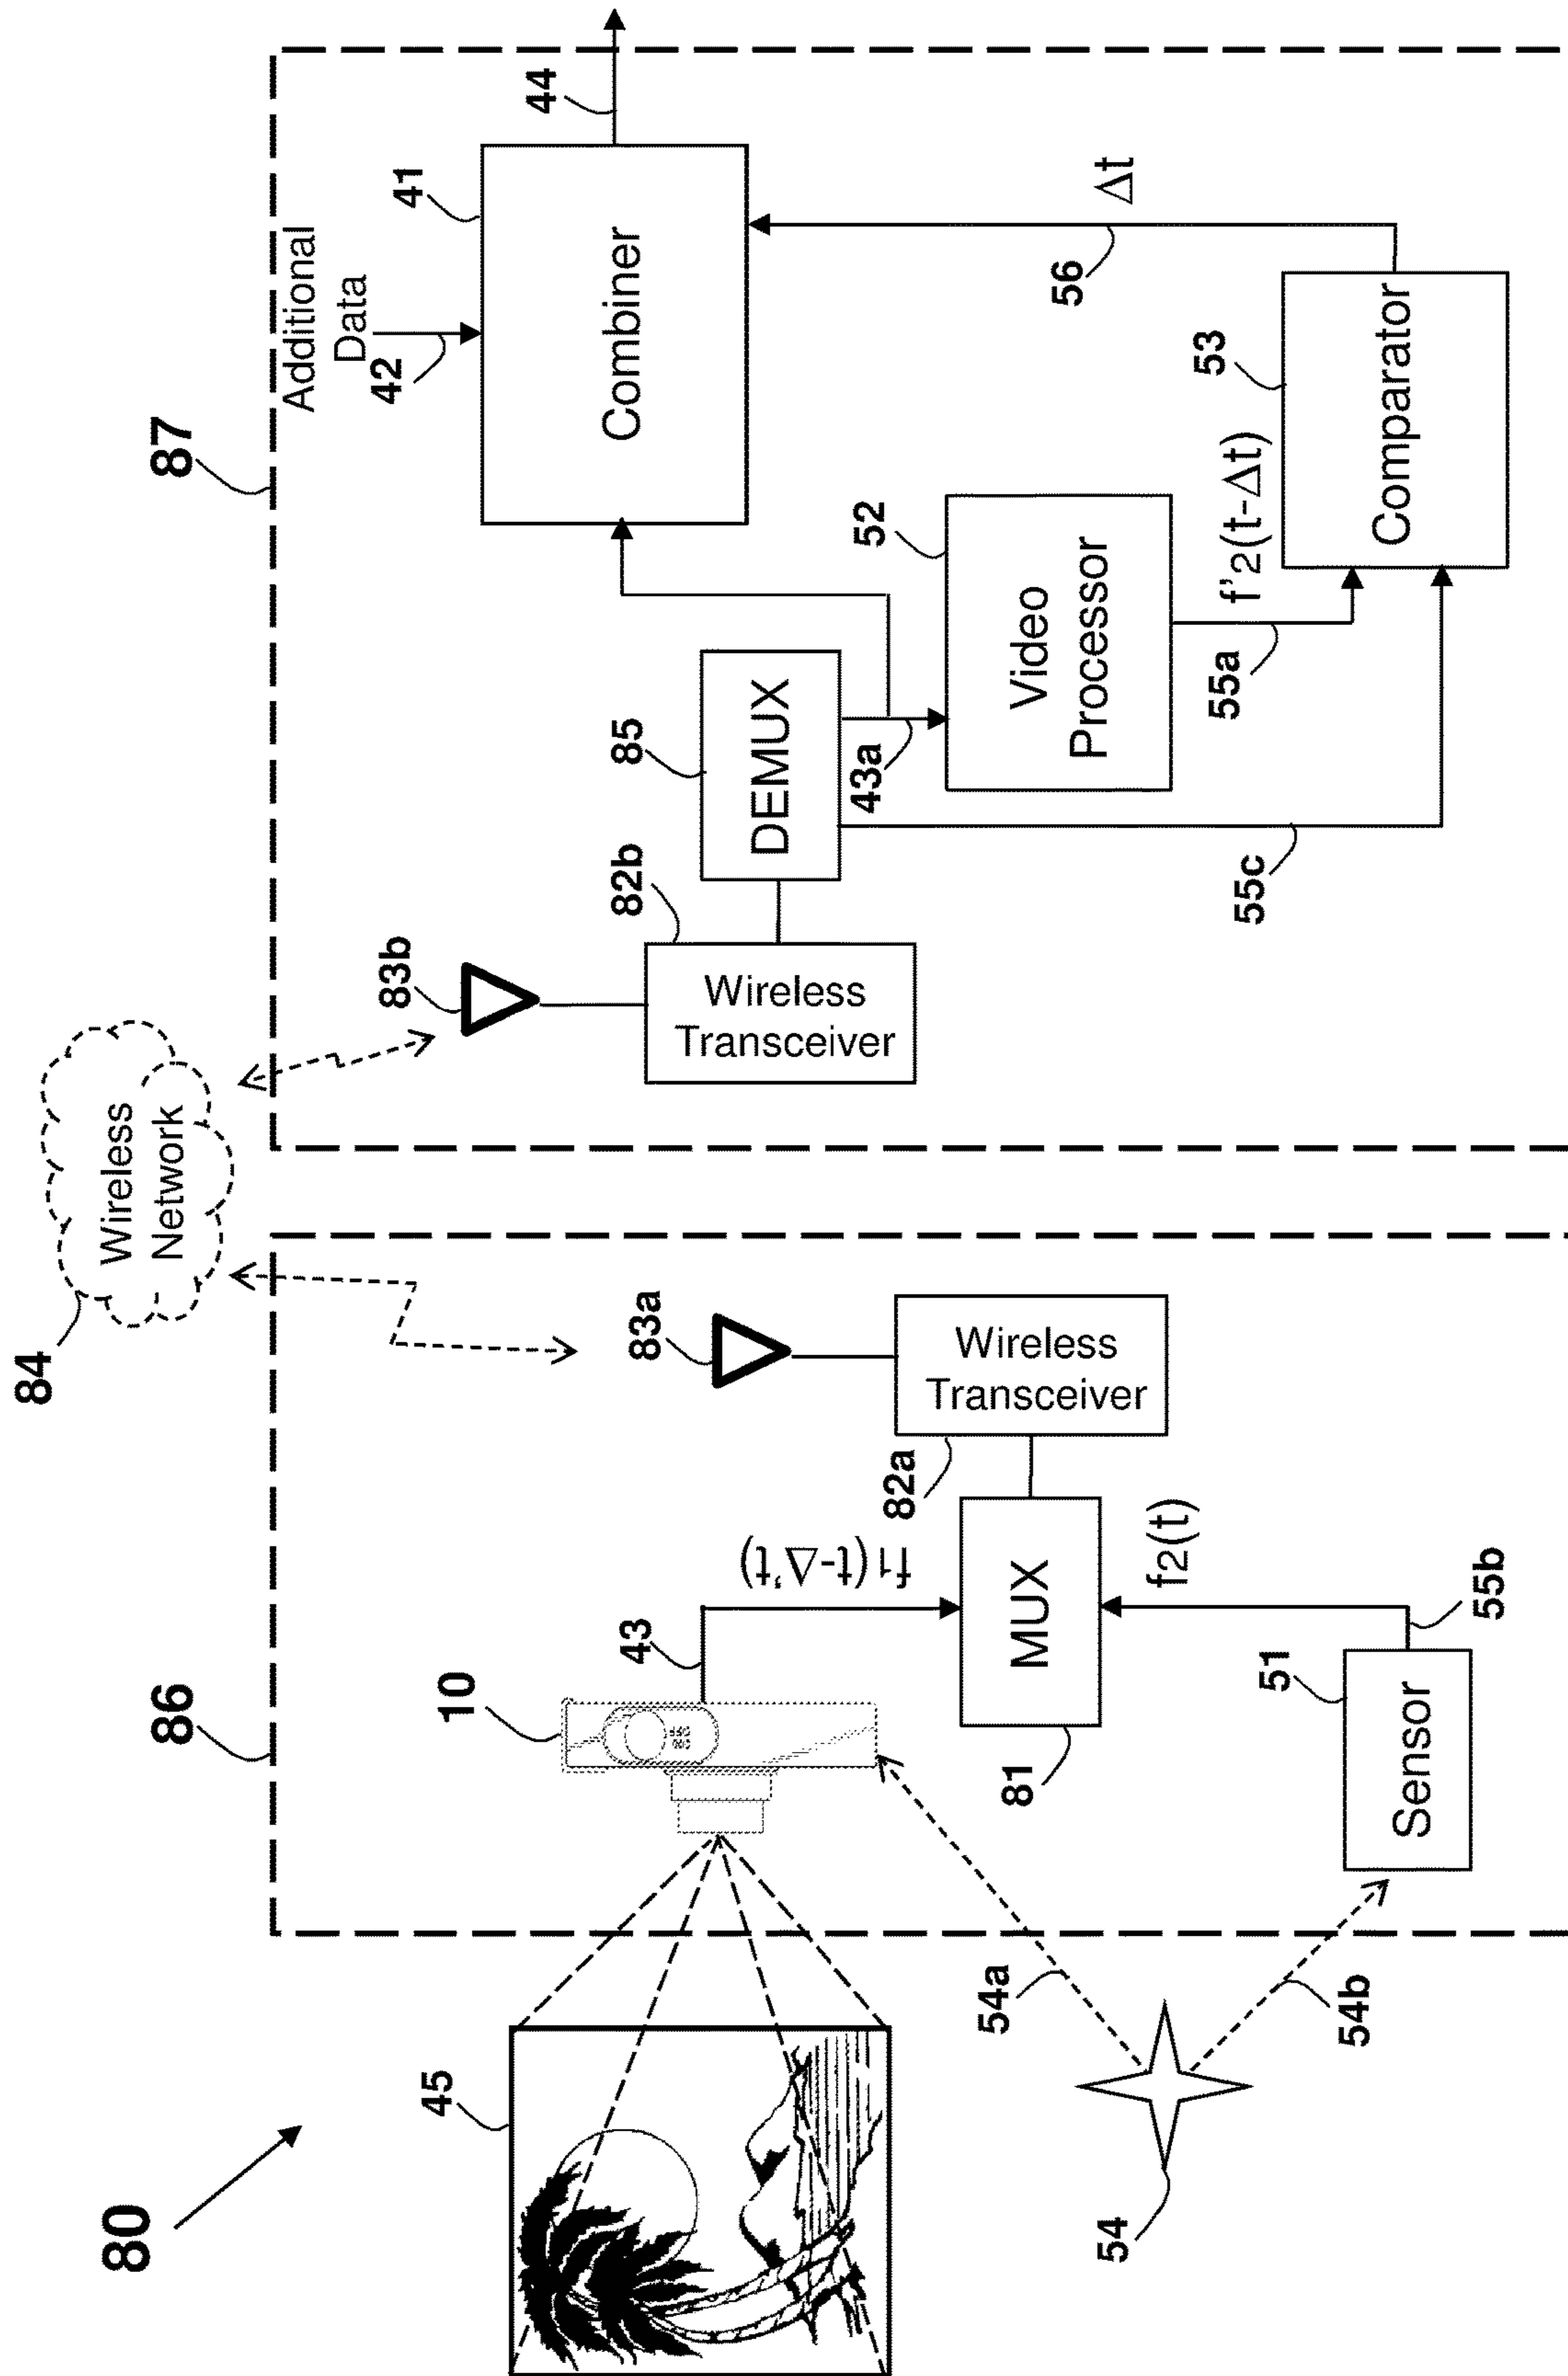 80
45
54
54a
54b
86
10
43
f1(t-Δ't)
81
MUX
51
Sensor
55b
f2(t)
82a
Wireless
Transceiver
83a
84
Wireless
Network
87
83b
82b
Wireless
Transceiver
85
DEMUX
43a
55c
52
Video
Processor
55a
f'2(t-Δt)
53
Comparator
56
Δt
Additional
Data
42
41
Combiner
44